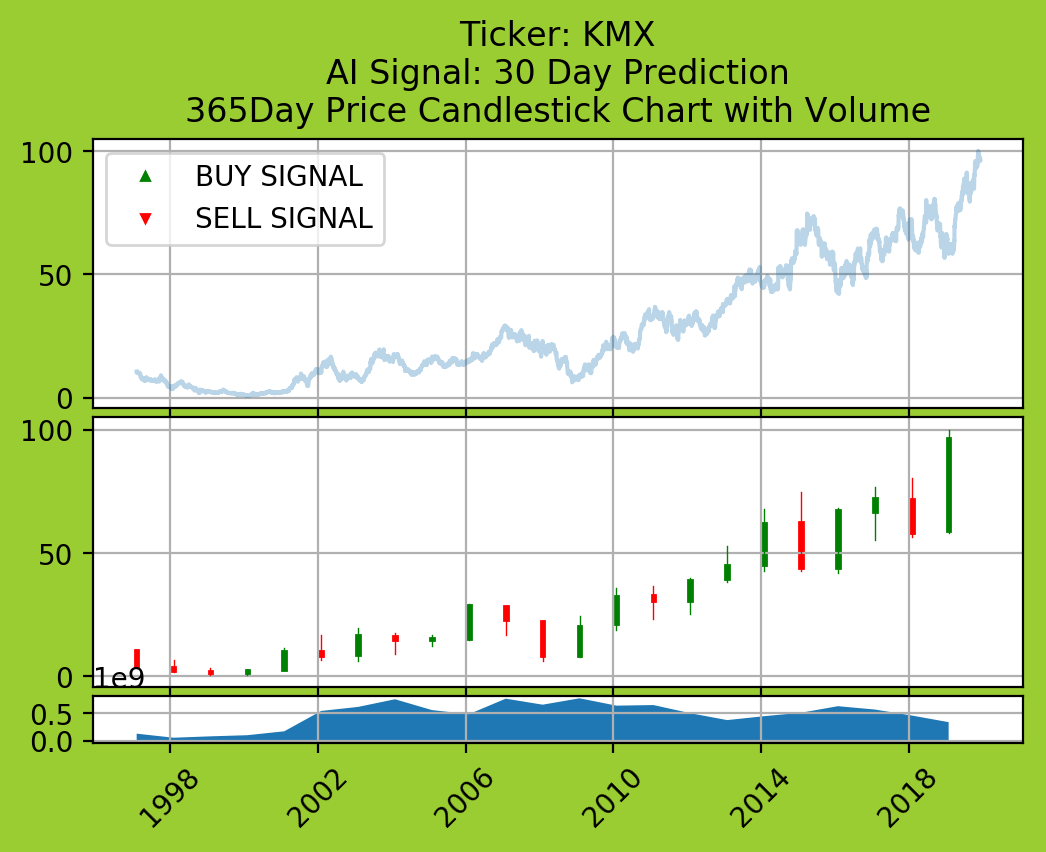 Ticker: KMX
AI Signal: 30 Day Prediction
365Day Price Candlestick Chart with Volume
100
50
0
BUY SIGNAL
SELL SIGNAL
100
50
0
1e9
0.5
0.0
1998
2002
2006
2010
2014
2018